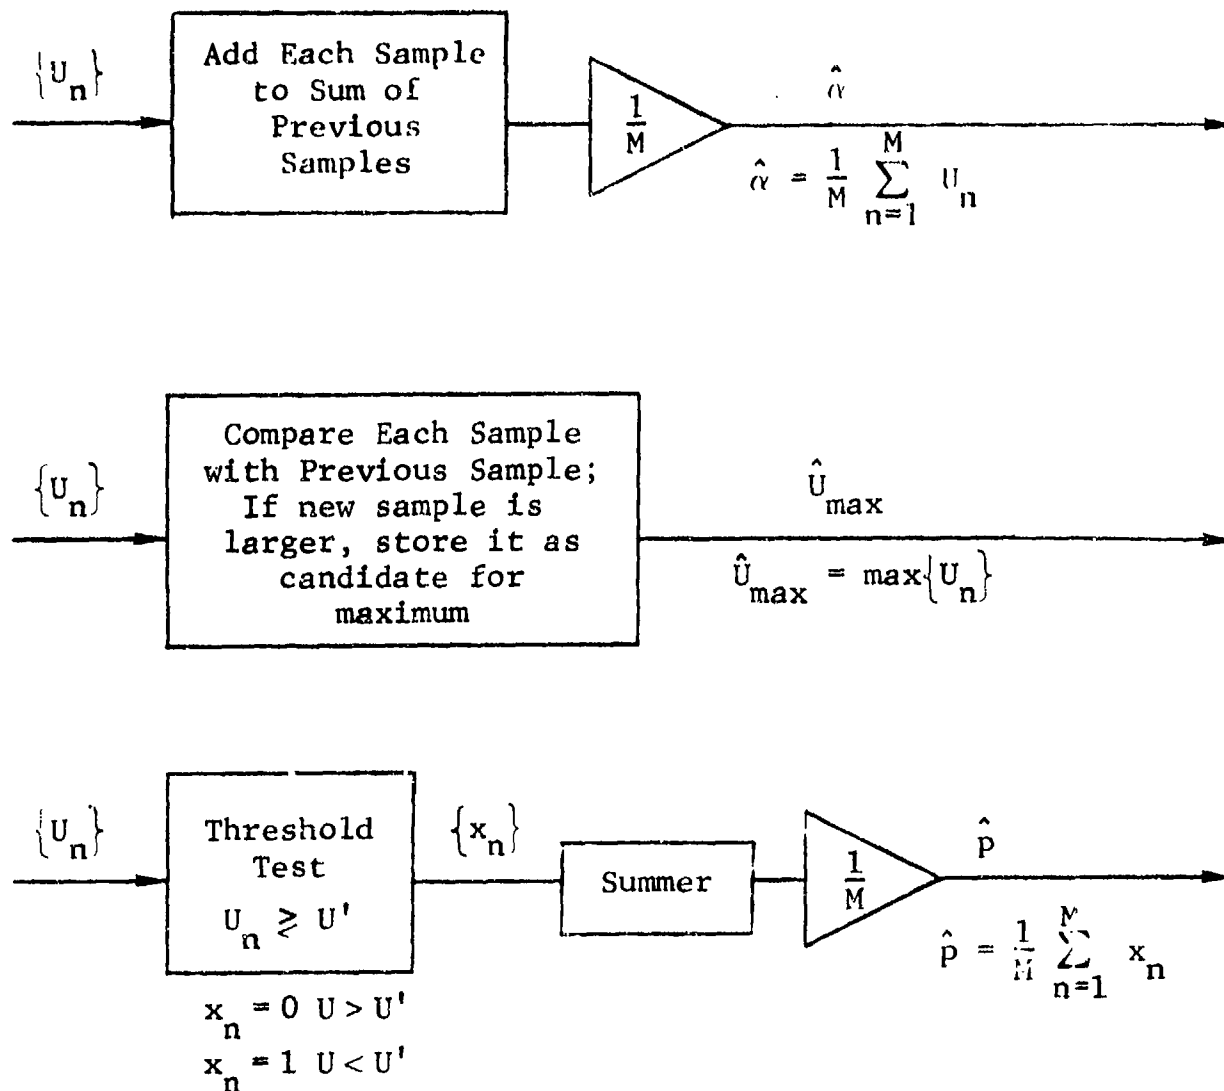 {U_n}
Add Each Sample
to Sum of
Previous
Samples
1/M
α̂
α̂ = 1/M ∑_{n=1}^{M} U_n
{U_n}
Compare Each Sample
with Previous Sample;
If new sample is
larger, store it as
candidate for
maximum
Û_max
Û_max = max{U_n}
{U_n}
Threshold
Test
U_n ≷ U'
{x_n}
Summer
1/M
p̂
p̂ = 1/M ∑_{n=1}^{M} x_n
x_n = 0 U > U'
x_n = 1 U < U'